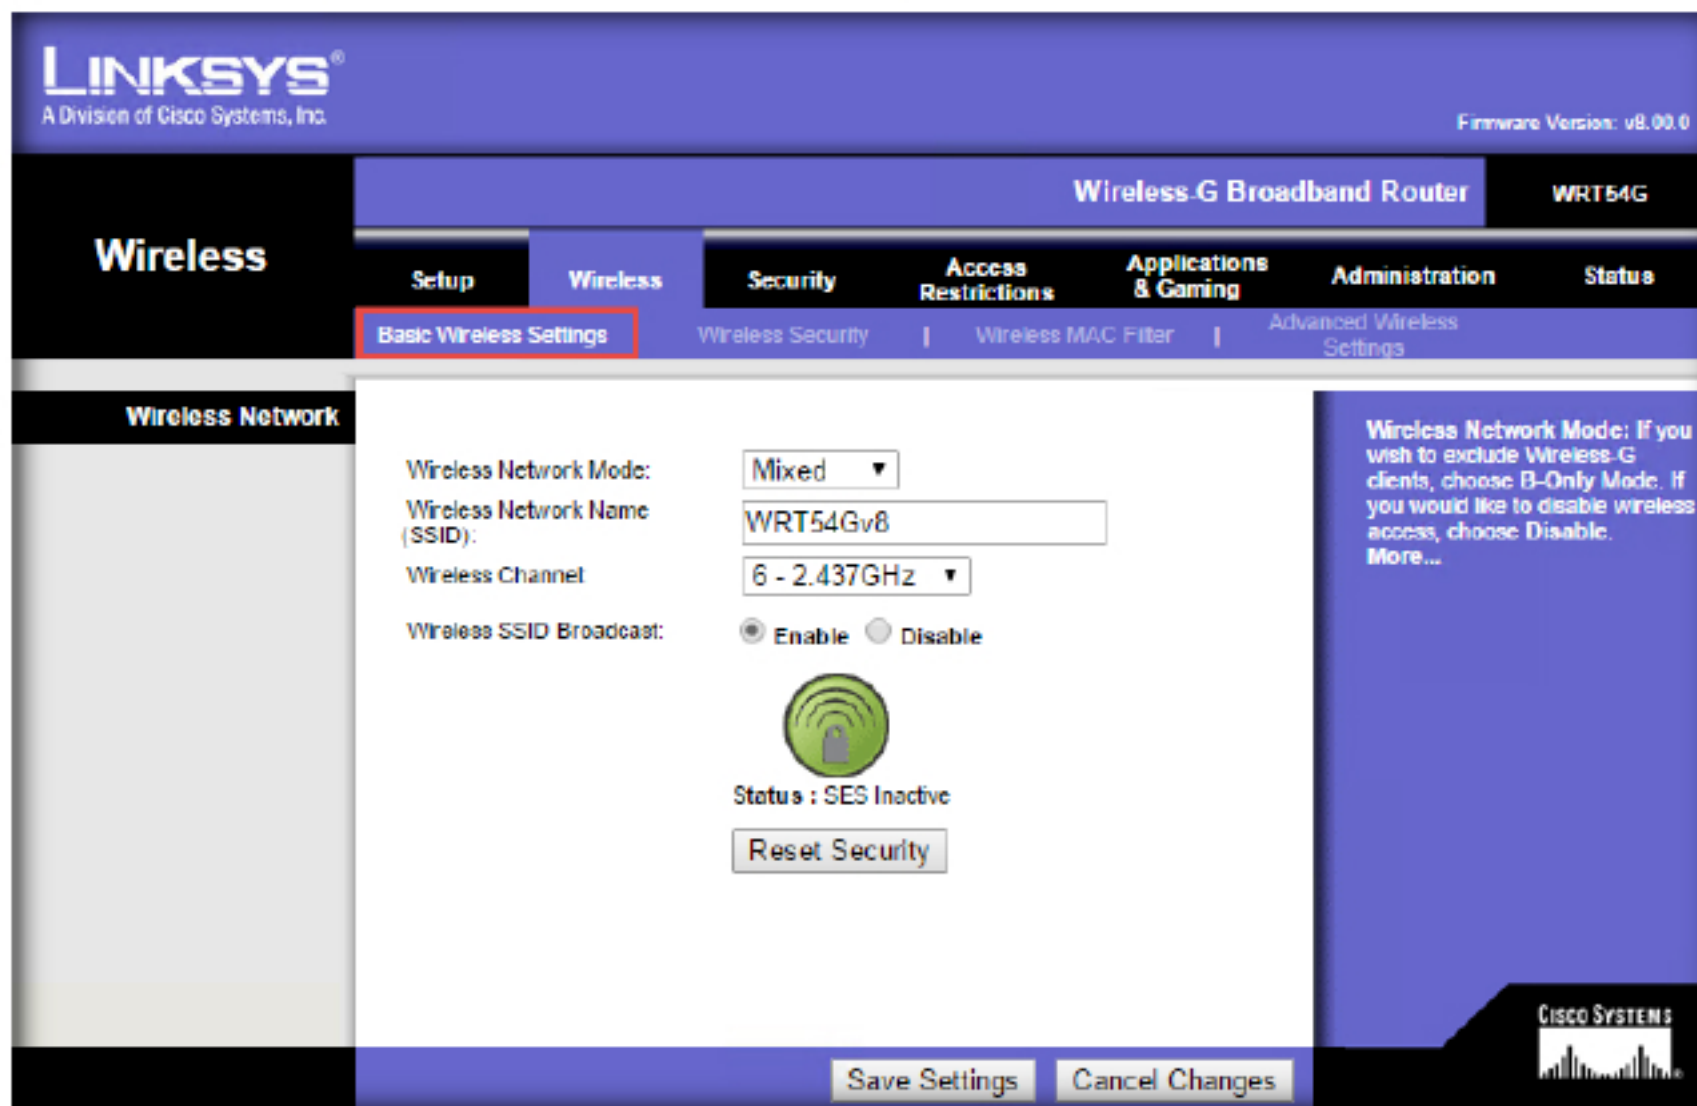 LINKSYS®
A Division of Cisco Systems, Inc.
Firmware Version: v8.00.0
Wireless-G Broadband Router
WRT54G
Wireless
Setup
Wireless
Security
Access
Restrictions
Applications
& Gaming
Administration
Status
Basic Wireless Settings
Wireless Security
|
Wireless MAC Filter
|
Advanced Wireless
Settings
Wireless Network
Wireless Network Mode:
Mixed
Wireless Network Name
(SSID):
WRT54Gv8
Wireless Channel:
6 - 2.437GHz
Wireless SSID Broadcast:
Enable
Disable
Status : SES Inactive
Reset Security
Wireless Network Mode: If you
wish to exclude Wireless-G
clients, choose B-Only Mode. If
you would like to disable wireless
access, choose Disable.
More...
Save Settings
Cancel Changes
CISCO SYSTEMS